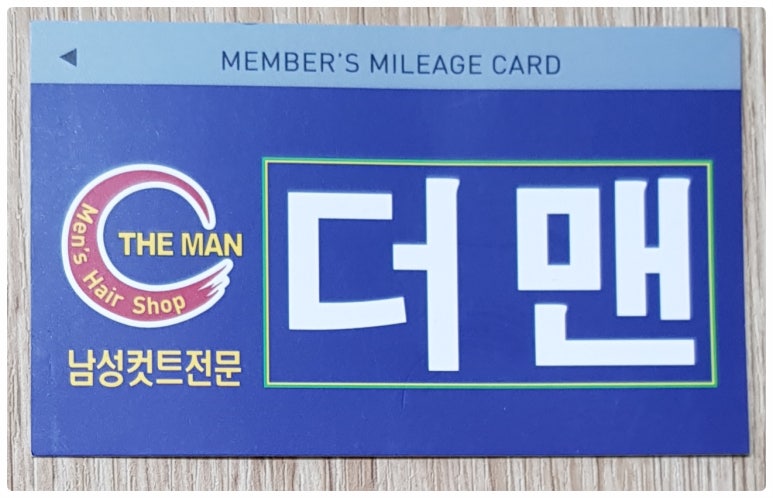 MEMBER'S MILEAGE CARD
THE MAN
Men's Hair Shop
남성컷트전문
더맨